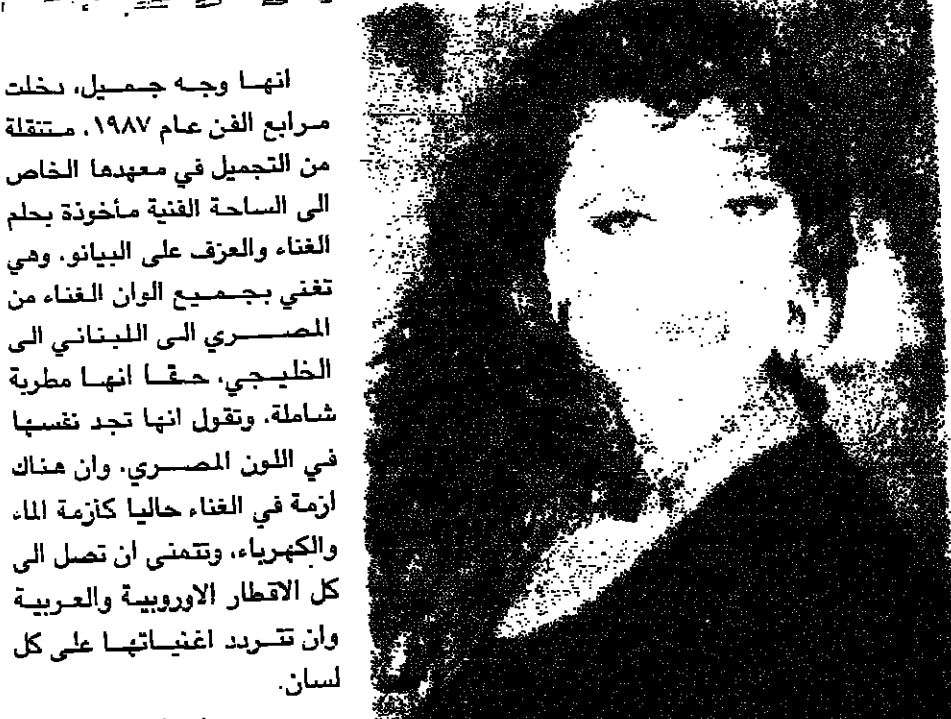 انها وجه جميل، دخلت
مرابع الفن عام ١٩٨٧، متنقلة
من التجميل في معهدها الخاص
الى الساحة الفنية مأخوذة بحلم
الغناء والعزف على البيانو. وهي
تغني بجميع الوان الغناء من
المصري الى اللبناني الى
الخليجي، حقا انها مطربة
شاملة. وتقول انها تجد نفسها
في اللون المصري. وان هناك
ازمة في الغناء حاليا كأزمة الماء
والكهرباء، وتتمنى ان تصل الى
كل الاقطار الاوروبية والعربية
وان تتردد اغنياتها على كل
لسان.